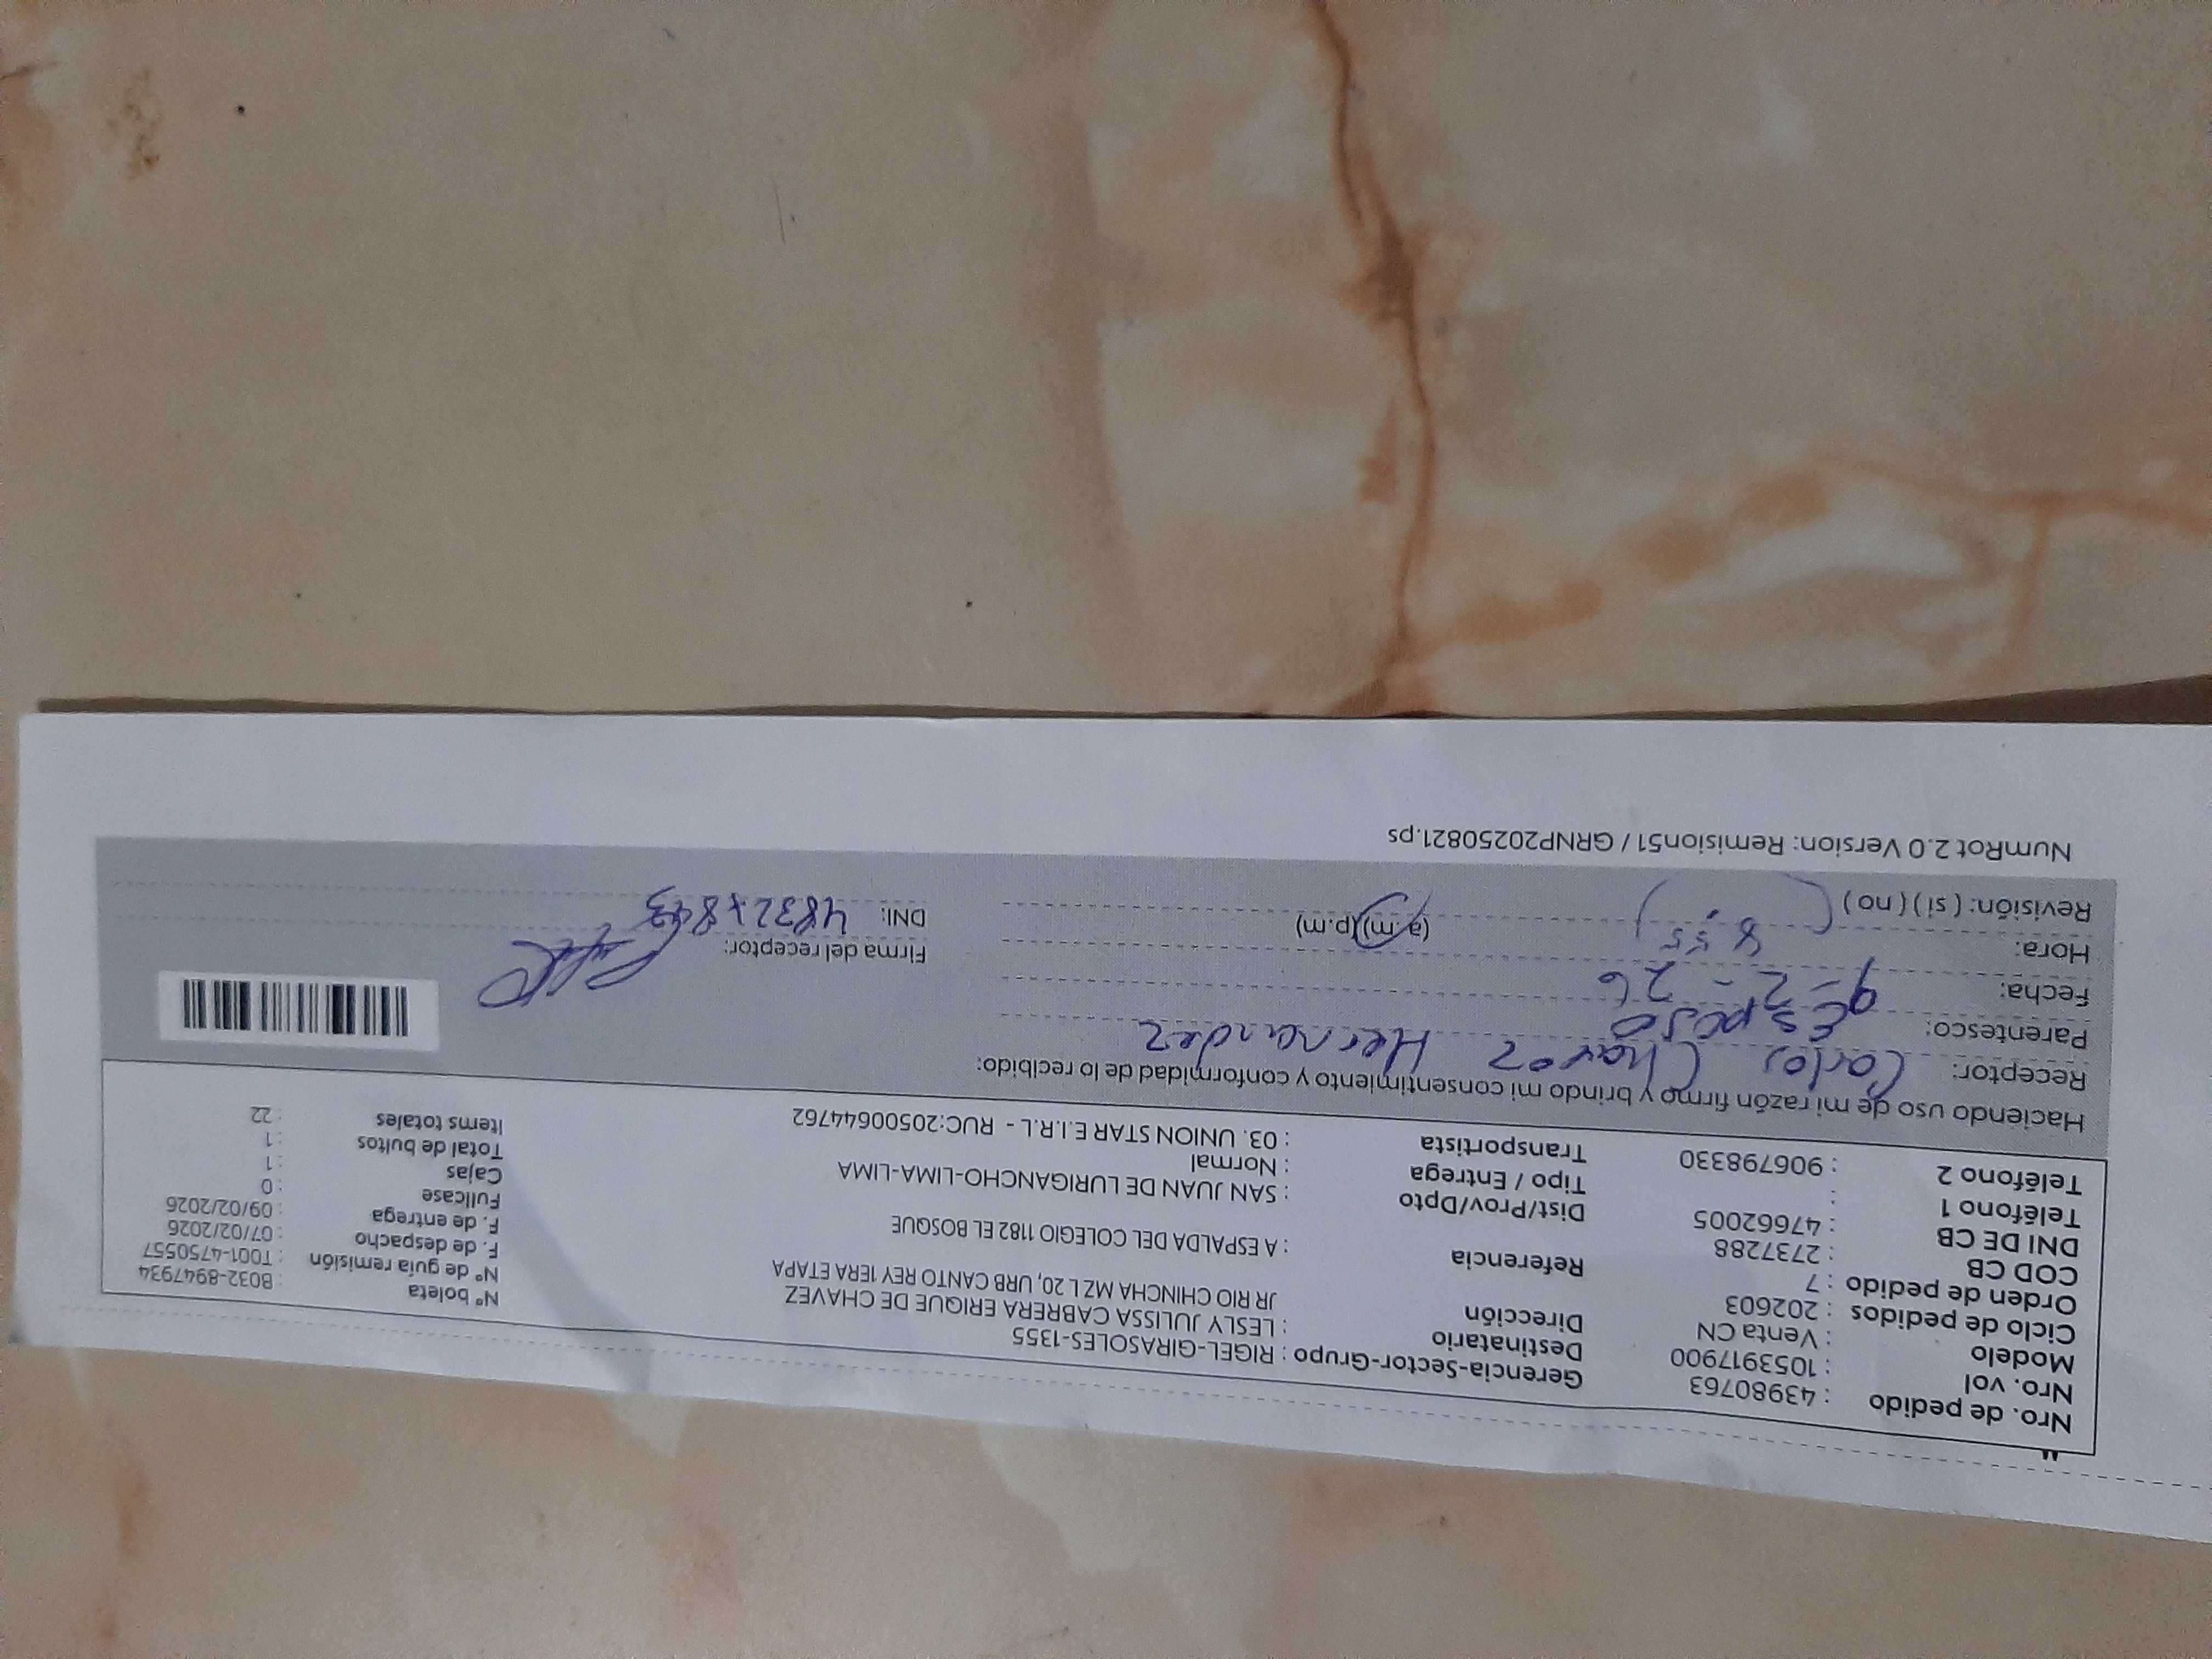 "
Nro. de pedido : 43980763 Gerencia-Sector-Grupo : RIGEL-GIRASOLES-1355 N° boleta : B032-8947934
Nro. vol : 1053917900 Destinatario : LESLY JULISSA CABRERA ERIQUE DE CHAVEZ N° de guía remisión : T001-4750557
Modelo : Venta CN Dirección JR RIO CHINCHA MZ L 20, URB CANTO REY 1ERA ETAPA F. de despacho : 07/02/2026
Ciclo de pedidos : 202603 F. de entrega : 09/02/2026
Orden de pedido : 7 Referencia : A ESPALDA DEL COLEGIO 1182 EL BOSQUE Fullcase : 0
COD CB : 2737288 Cajas : 1
DNI DE CB : 47662005 Dist/Prov/Dpto : SAN JUAN DE LURIGANCHO-LIMA-LIMA Total de bultos : 1
Teléfono 1 : Tipo / Entrega : Normal Items totales : 22
Teléfono 2 : 906798330 Transportista : 03. UNION STAR E.I.R.L - RUC:20500644762
Haciendo uso de mi razón firmo y brindo mi consentimiento y conformidad de lo recibido:
Receptor: Carlos Chavez Hernandez
Parentesco: Esposo
Fecha: 9-2-26 Firma del receptor:
Hora: 8:55 (a.m)(p.m) DNI:
Revisión: ( si ) ( no )
NumRot 2.0 Version: Remision51 / GRNP20250821.ps